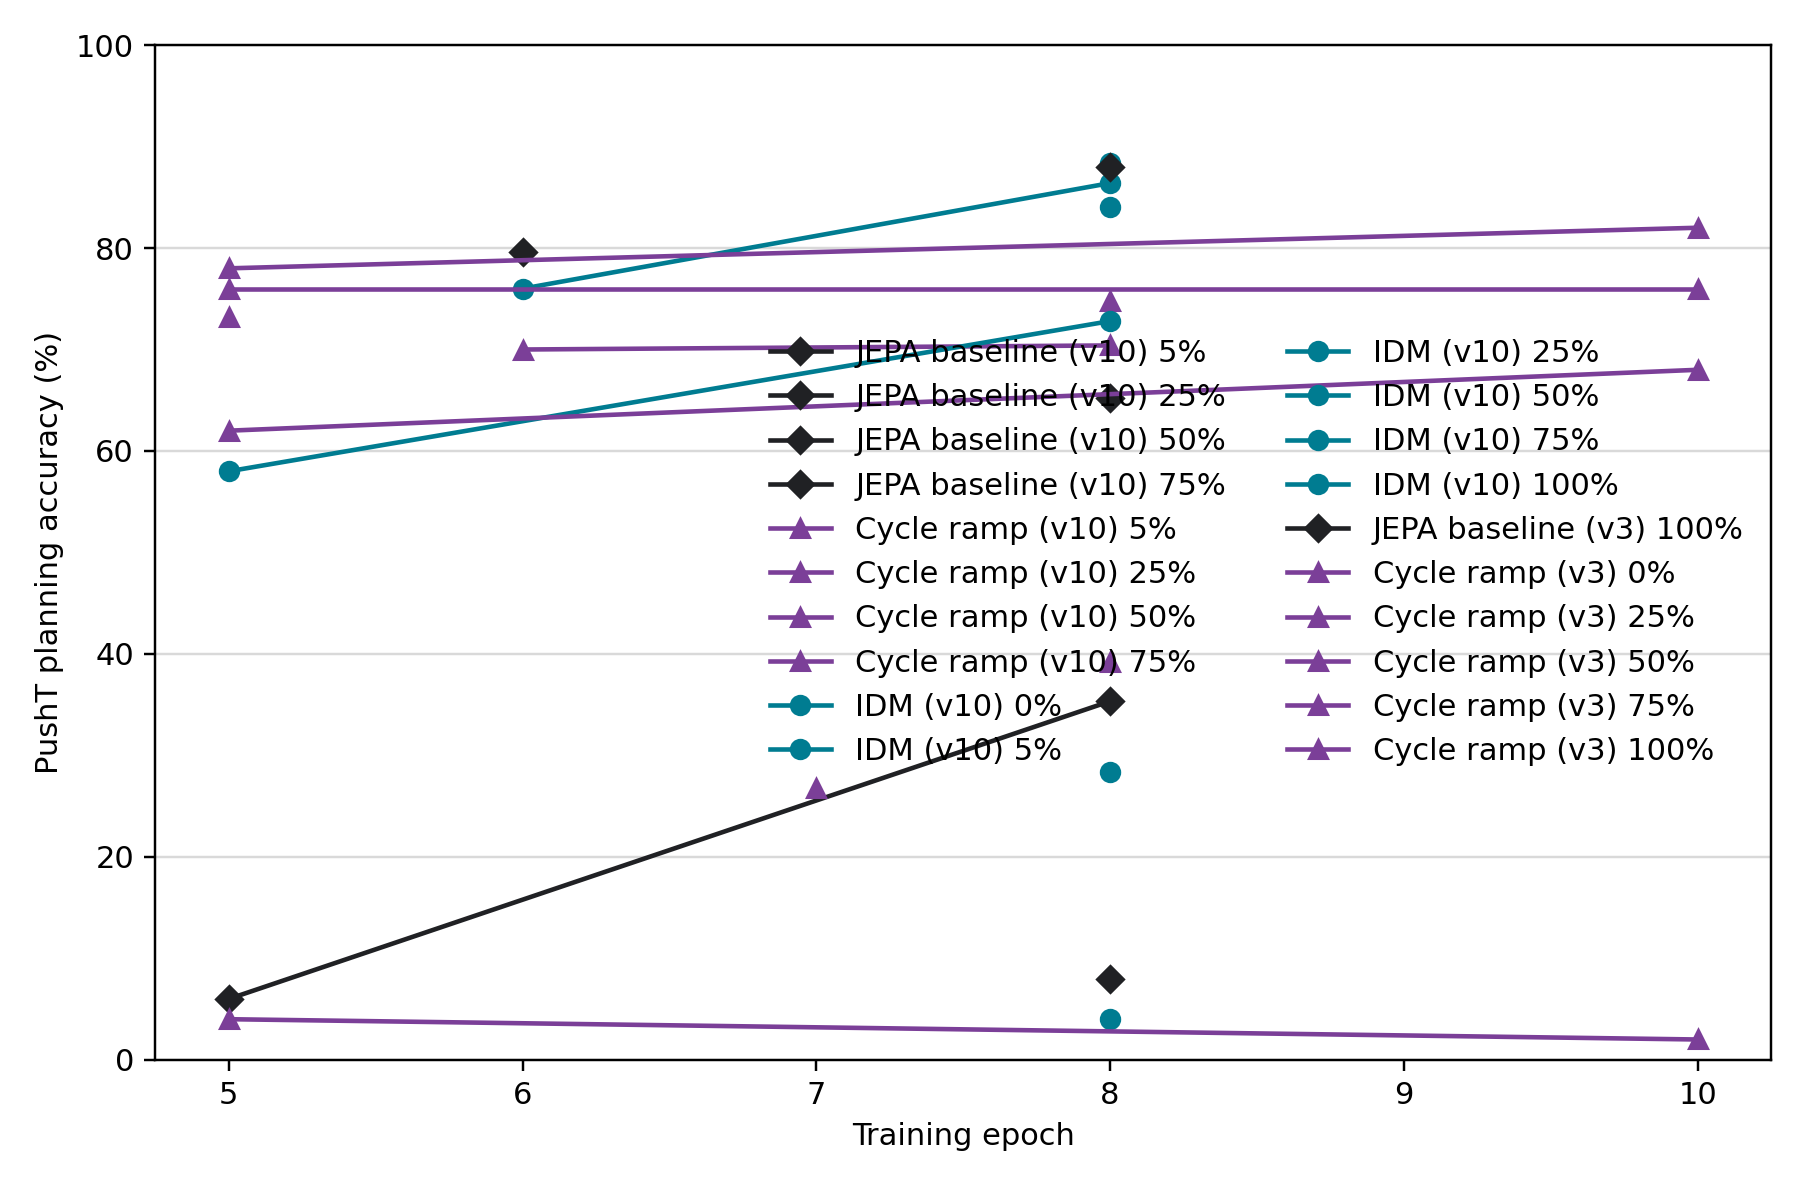 100
80
60
40
20
0
PushT planning accuracy (%)
JEPA baseline (v10) 5%
JEPA baseline (v10) 25%
JEPA baseline (v10) 50%
JEPA baseline (v10) 75%
Cycle ramp (v10) 5%
Cycle ramp (v10) 25%
Cycle ramp (v10) 50%
Cycle ramp (v10) 75%
IDM (v10) 0%
IDM (v10) 5%
IDM (v10) 25%
IDM (v10) 50%
IDM (v10) 75%
IDM (v10) 100%
JEPA baseline (v3) 100%
Cycle ramp (v3) 0%
Cycle ramp (v3) 25%
Cycle ramp (v3) 50%
Cycle ramp (v3) 75%
Cycle ramp (v3) 100%
5 6 7 8 9 10
Training epoch